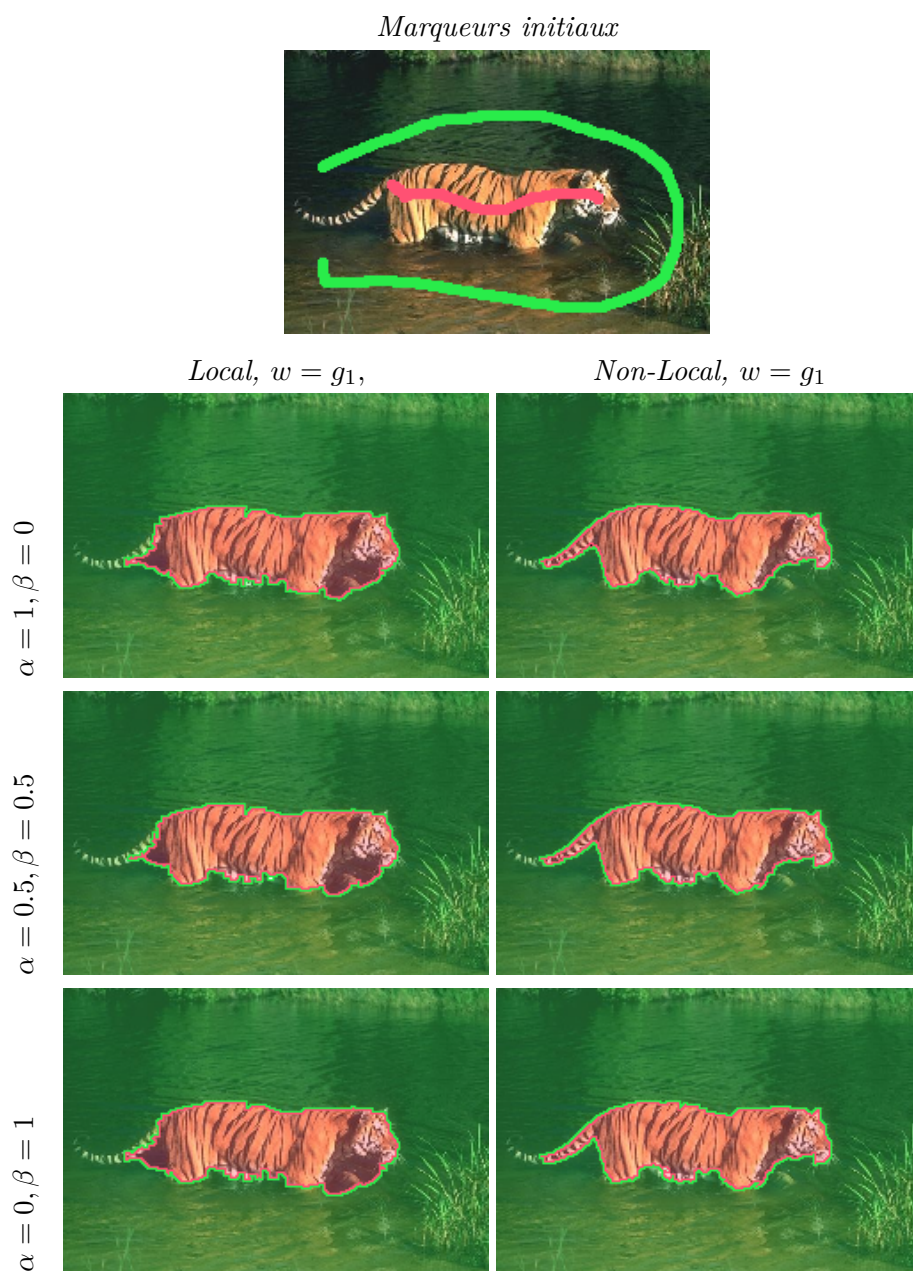 Marqueurs initiaux
Local, w = g₁,
Non-Local, w = g₁
α = 1, β = 0
α = 0.5, β = 0.5
α = 0, β = 1